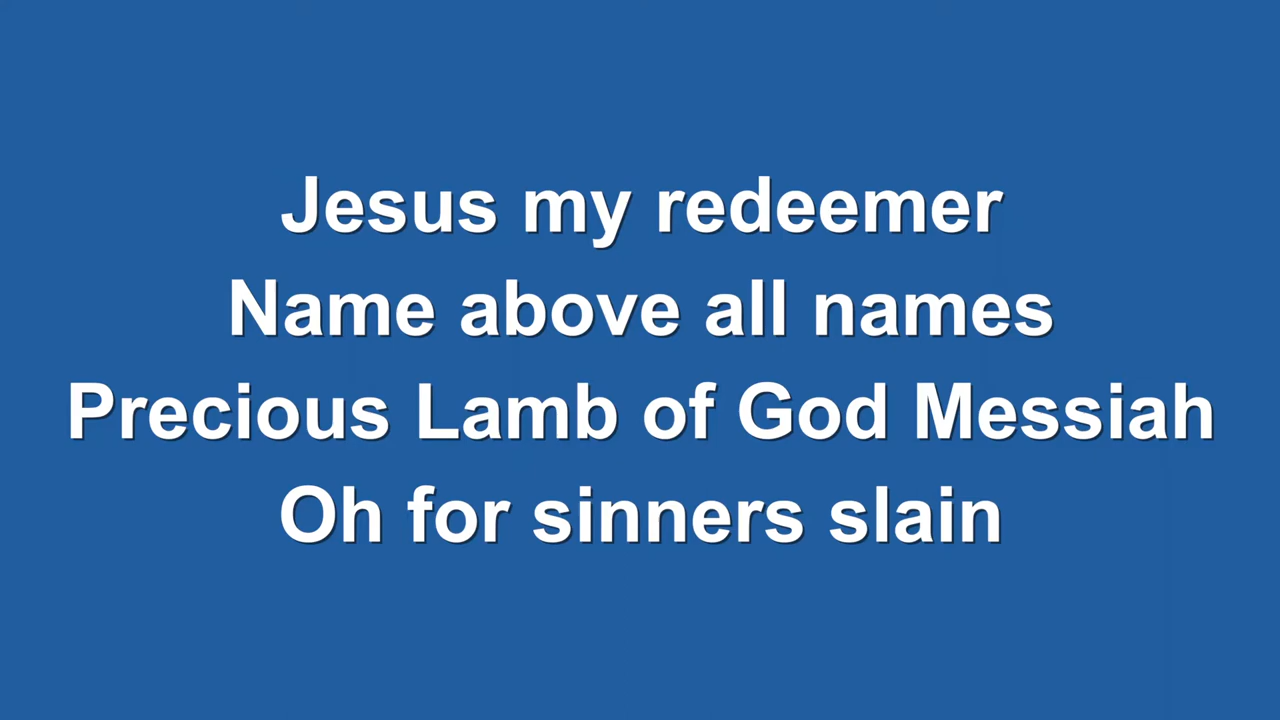 Jesus my redeemer
Name above all names
Precious Lamb of God Messiah
Oh for sinners slain